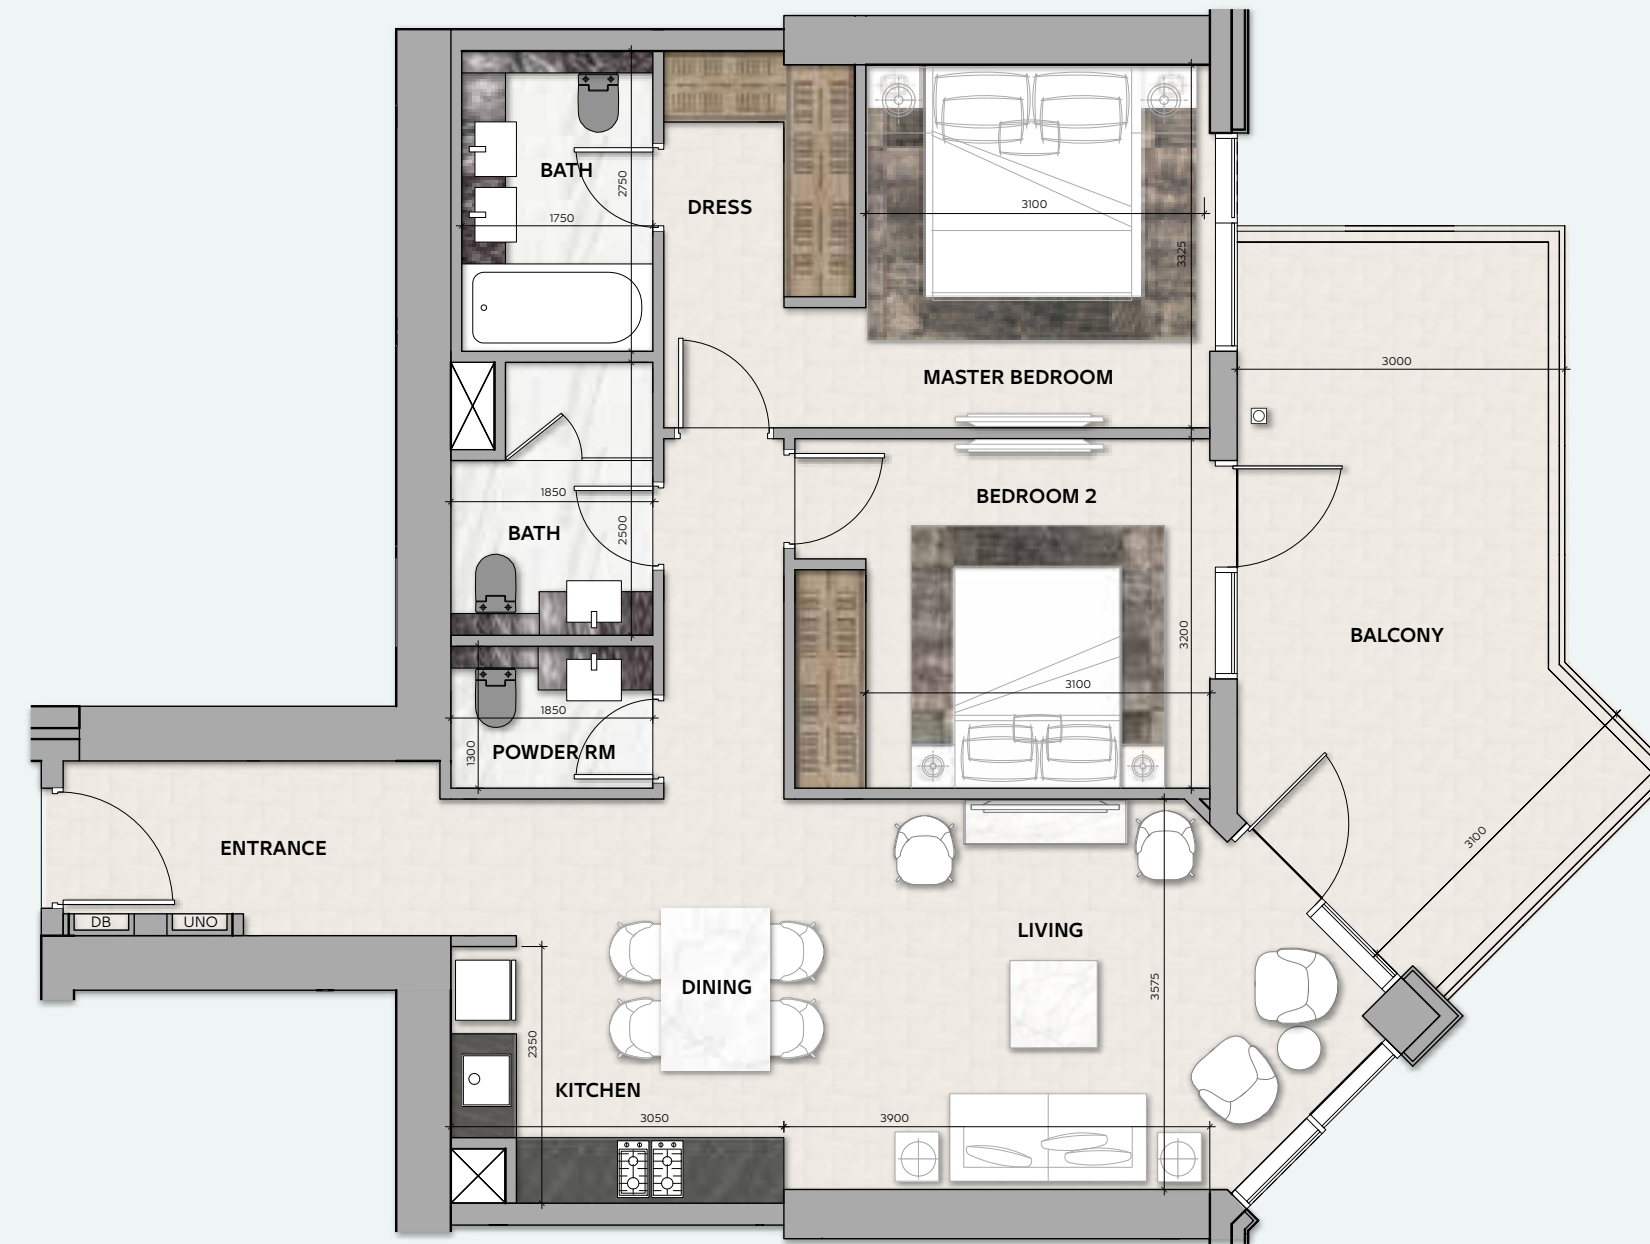 BATH
2750
1750
DRESS
3100
3325
MASTER BEDROOM
3000
BEDROOM 2
1850
BATH
2500
3200
BALCONY
3100
1850
1300
POWDER RM
ENTRANCE
3100
DB
UNO
LIVING
DINING
3575
2350
KITCHEN
3050
3900